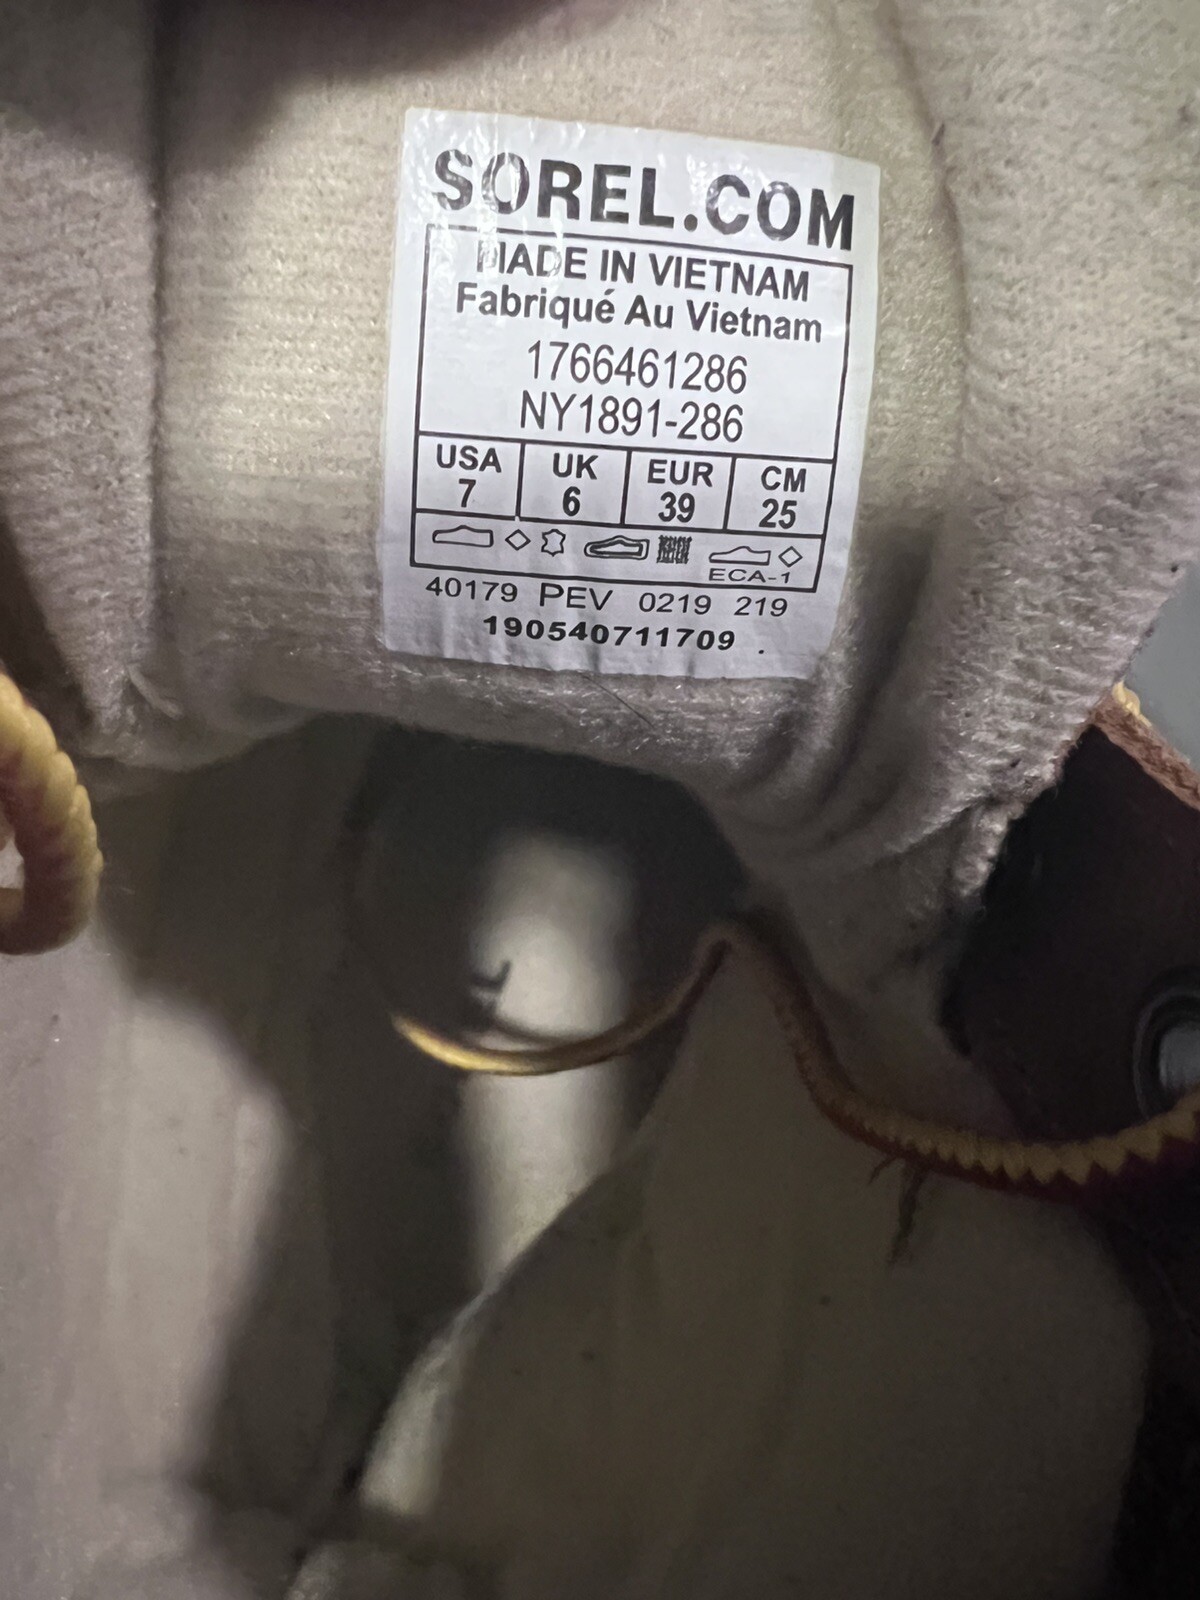 SOREL.COM
MADE IN VIETNAM
Fabriqué Au Vietnam
1766461286
NY1891-286
USA UK EUR CM
7 6 39 25
ECA-1
40179 PEV 0219 219
190540711709 .